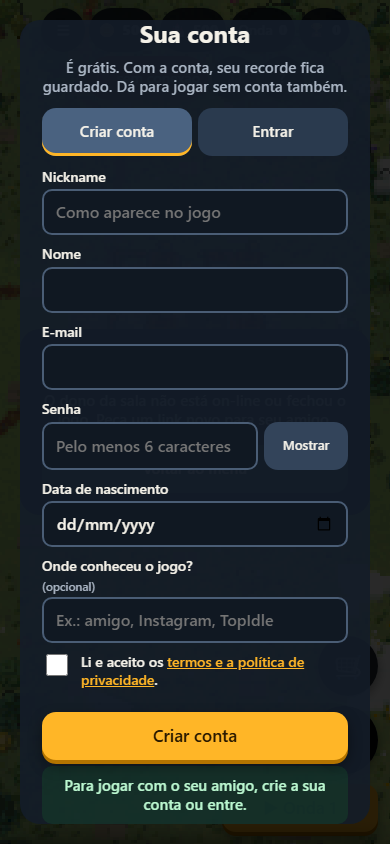 Sua conta
É grátis. Com a conta, seu recorde fica
guardado. Dá para jogar sem conta também.
Criar conta
Entrar
Nickname
Como aparece no jogo
Nome
E-mail
Senha
Pelo menos 6 caracteres
Mostrar
Data de nascimento
dd/mm/yyyy
Onde conheceu o jogo?
(opcional)
Ex.: amigo, Instagram, TopIdle
Li e aceito os termos e a política de
privacidade.
Criar conta
Para jogar com o seu amigo, crie a sua
conta ou entre.